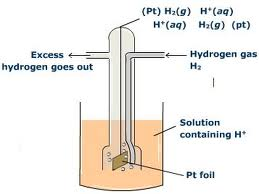 (Pt) H₂(g) H⁺(aq)
H⁺(aq) H₂(g) (pt)
Excess
hydrogen goes out
Hydrogen gas
H₂
Solution
containing H⁺
Pt foil